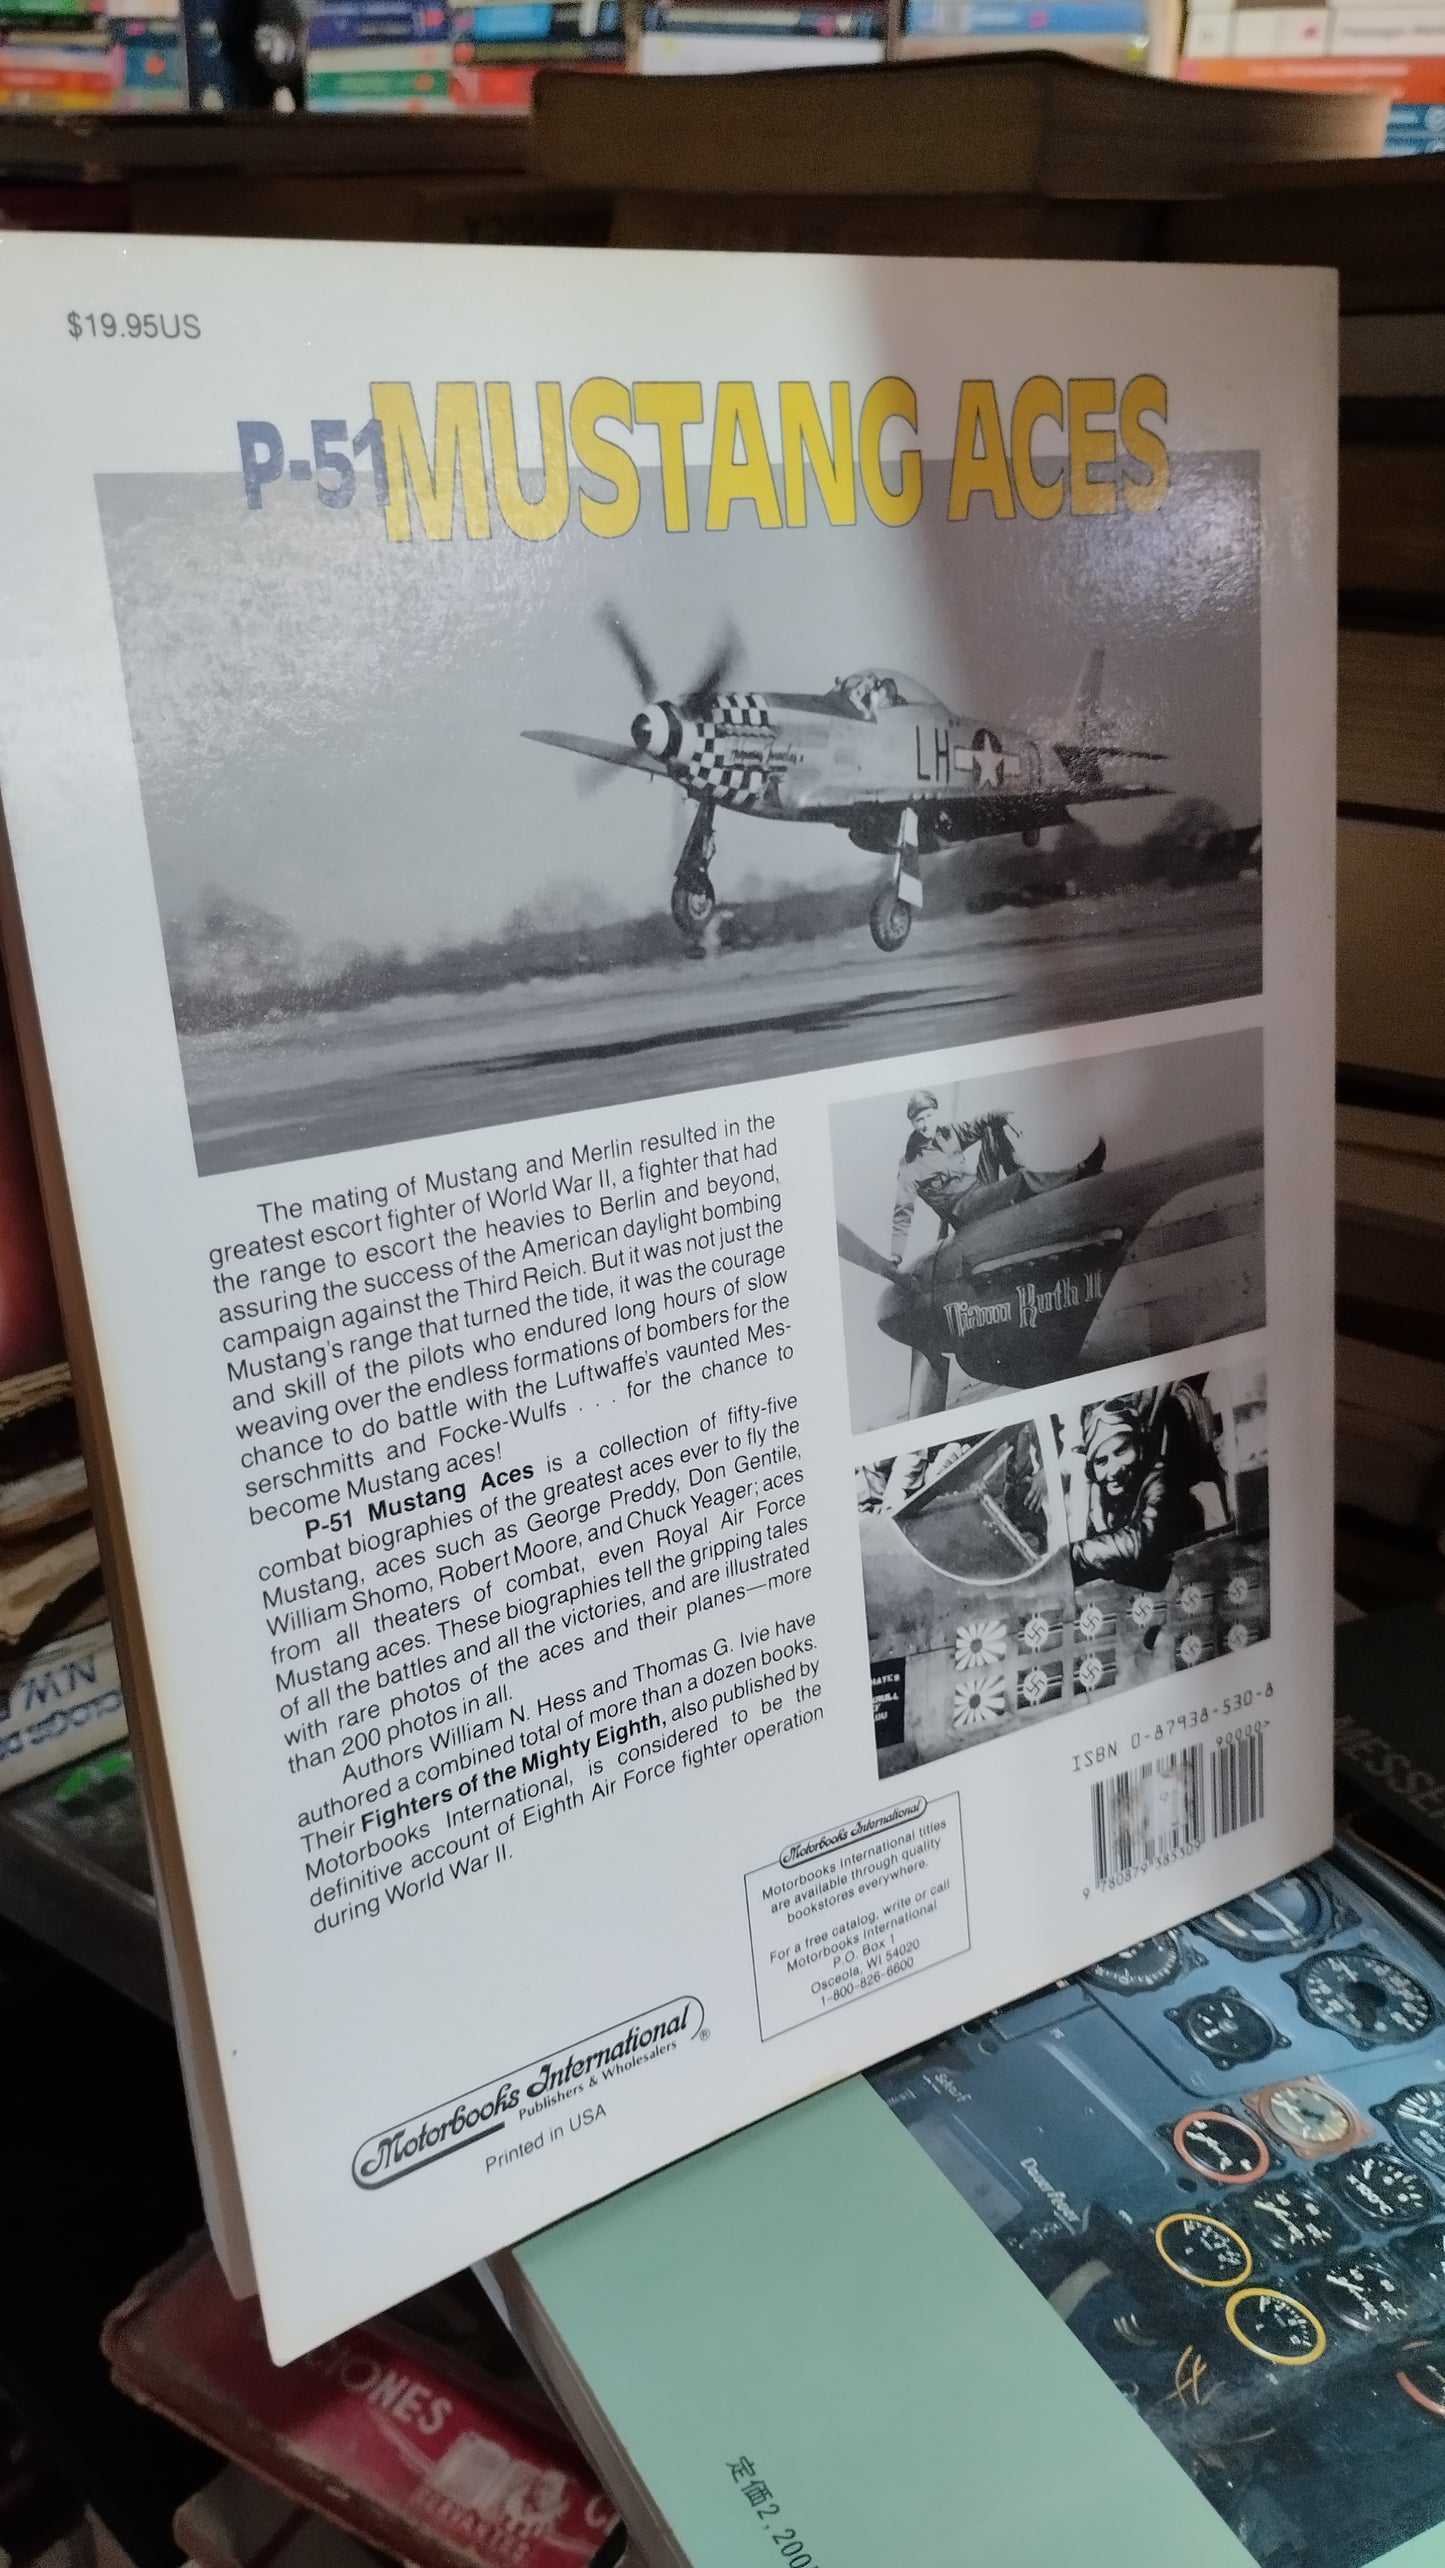 $19.95US
P-51 MUSTANG ACES
LH
The mating of Mustang and Merlin resulted in the
greatest escort fighter of World War II, a fighter that had
the range to escort the heavies to Berlin and beyond,
assuring the success of the American daylight bombing
campaign against the Third Reich. But it was not just the
Mustang's range that turned the tide, it was the courage
and skill of the pilots who endured long hours of slow
weaving over the endless formations of bombers for the
chance to do battle with the Luftwaffe's vaunted Mes-
serschmitts and Focke-Wulfs . . . for the chance to
become Mustang aces!
P-51 Mustang Aces is a collection of fifty-five
combat biographies of the greatest aces ever to fly the
Mustang, aces such as George Preddy, Don Gentile,
William Shomo, Robert Moore, and Chuck Yeager; aces
from all theaters of combat, even Royal Air Force
Mustang aces. These biographies tell the gripping tales
of all the battles and all the victories, and are illustrated
with rare photos of the aces and their planes—more
than 200 photos in all.
Authors William N. Hess and Thomas G. Ivie have
authored a combined total of more than a dozen books.
Their Fighters of the Mighty Eighth, also published by
Motorbooks International, is considered to be the
definitive account of Eighth Air Force fighter operation
during World War II.
Diann Ruth II
ISBN 0-87938-530-8
90000>
9 780879 385309
Motorbooks International
Motorbooks International titles
are available through quality
bookstores everywhere.
For a free catalog, write or call
Motorbooks International
P.O. Box 1
Osceola, WI 54020
1-800-826-6600
Motorbooks International ®
Publishers & Wholesalers
Printed in USA
定価2,200